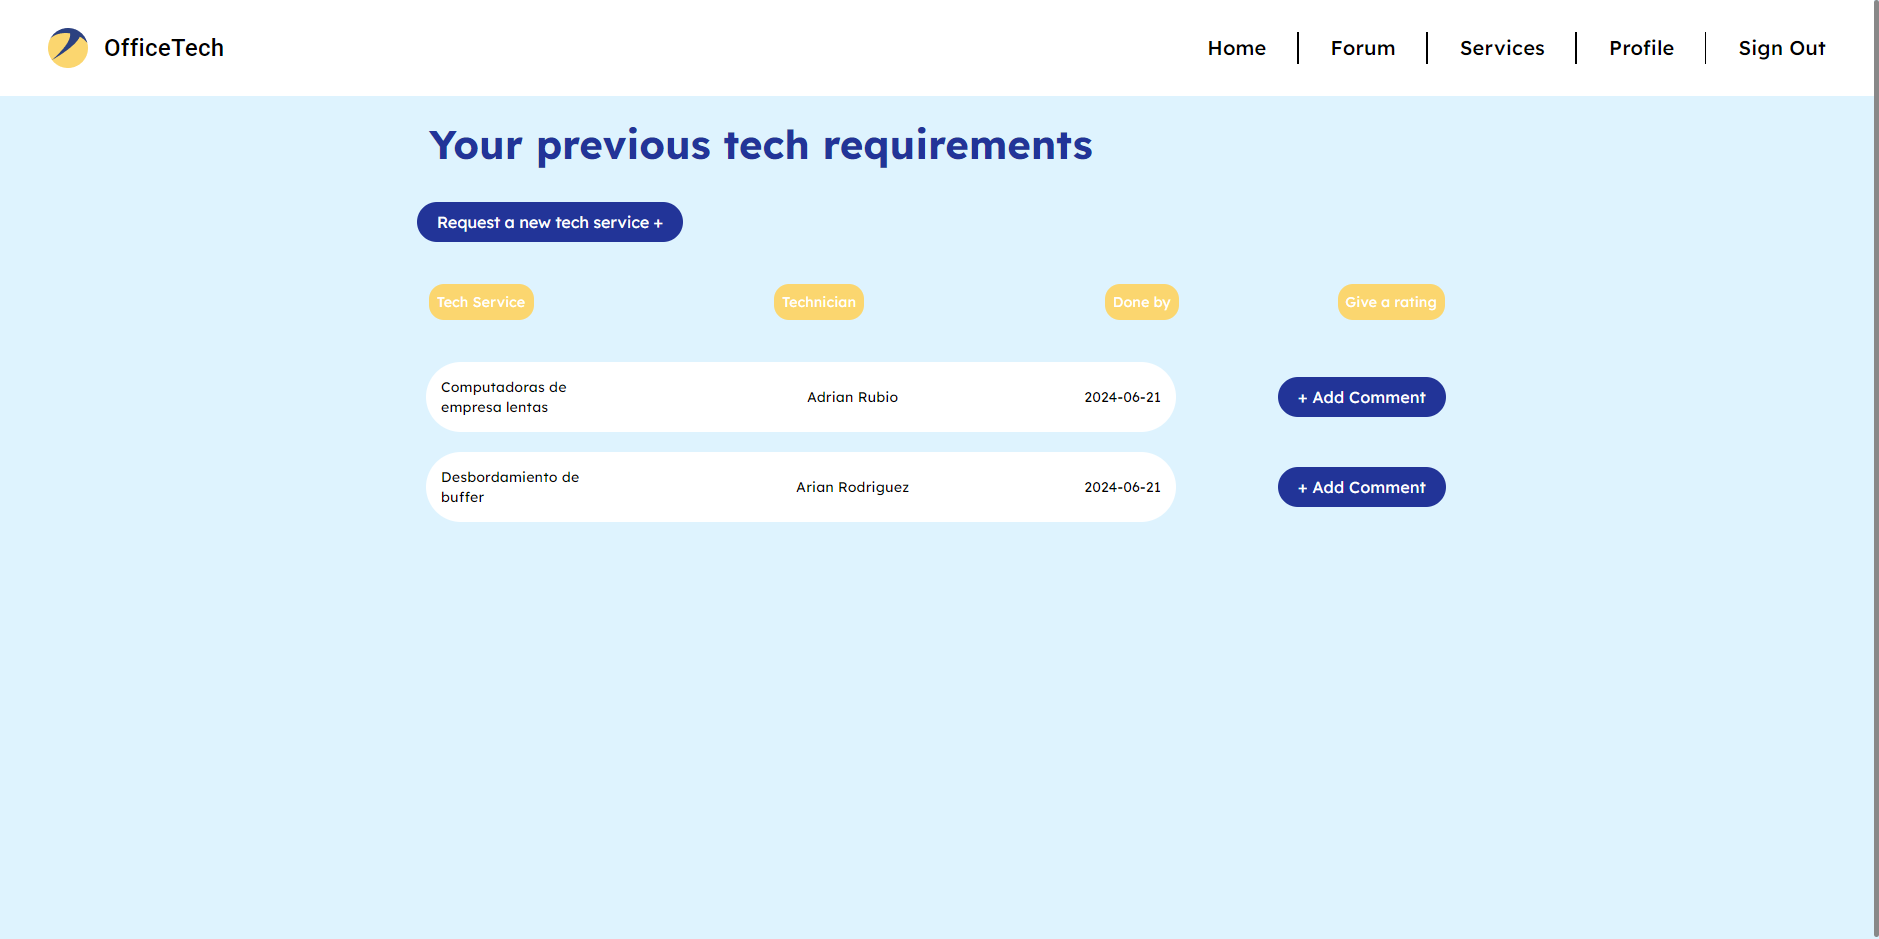 OfficeTech
Home
Forum
Services
Profile
Sign Out
Your previous tech requirements
Request a new tech service +
Tech Service
Technician
Done by
Give a rating
Computadoras de
empresa lentas
Adrian Rubio
2024-06-21
+ Add Comment
Desbordamiento de
buffer
Arian Rodriguez
2024-06-21
+ Add Comment